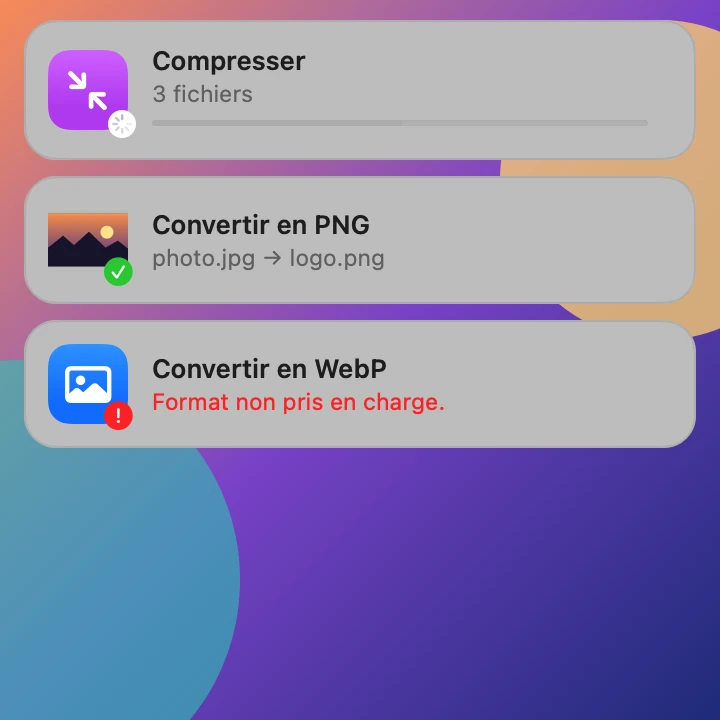 Compresser
3 fichiers
Convertir en PNG
photo.jpg → logo.png
Convertir en WebP
Format non pris en charge.